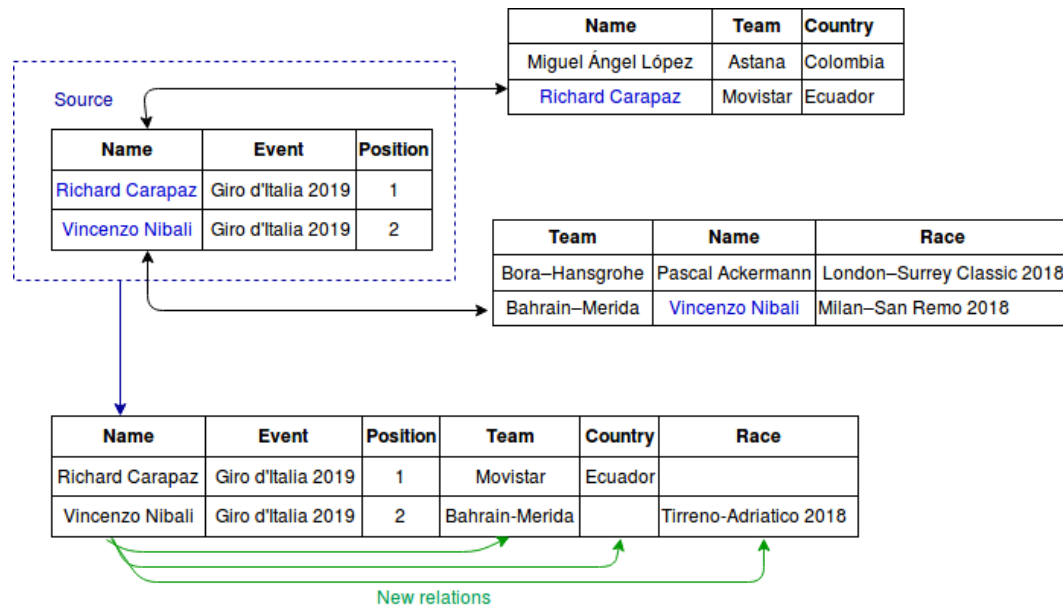 Name Team Country
Miguel Ángel López Astana Colombia
Richard Carapaz Movistar Ecuador
Source
Name Event Position
Richard Carapaz Giro d'Italia 2019 1
Vincenzo Nibali Giro d'Italia 2019 2
Team Name Race
Bora–Hansgrohe Pascal Ackermann London–Surrey Classic 2018
Bahrain–Merida Vincenzo Nibali Milan–San Remo 2018
Name Event Position Team Country Race
Richard Carapaz Giro d'Italia 2019 1 Movistar Ecuador
Vincenzo Nibali Giro d'Italia 2019 2 Bahrain-Merida Tirreno-Adriatico 2018
New relations